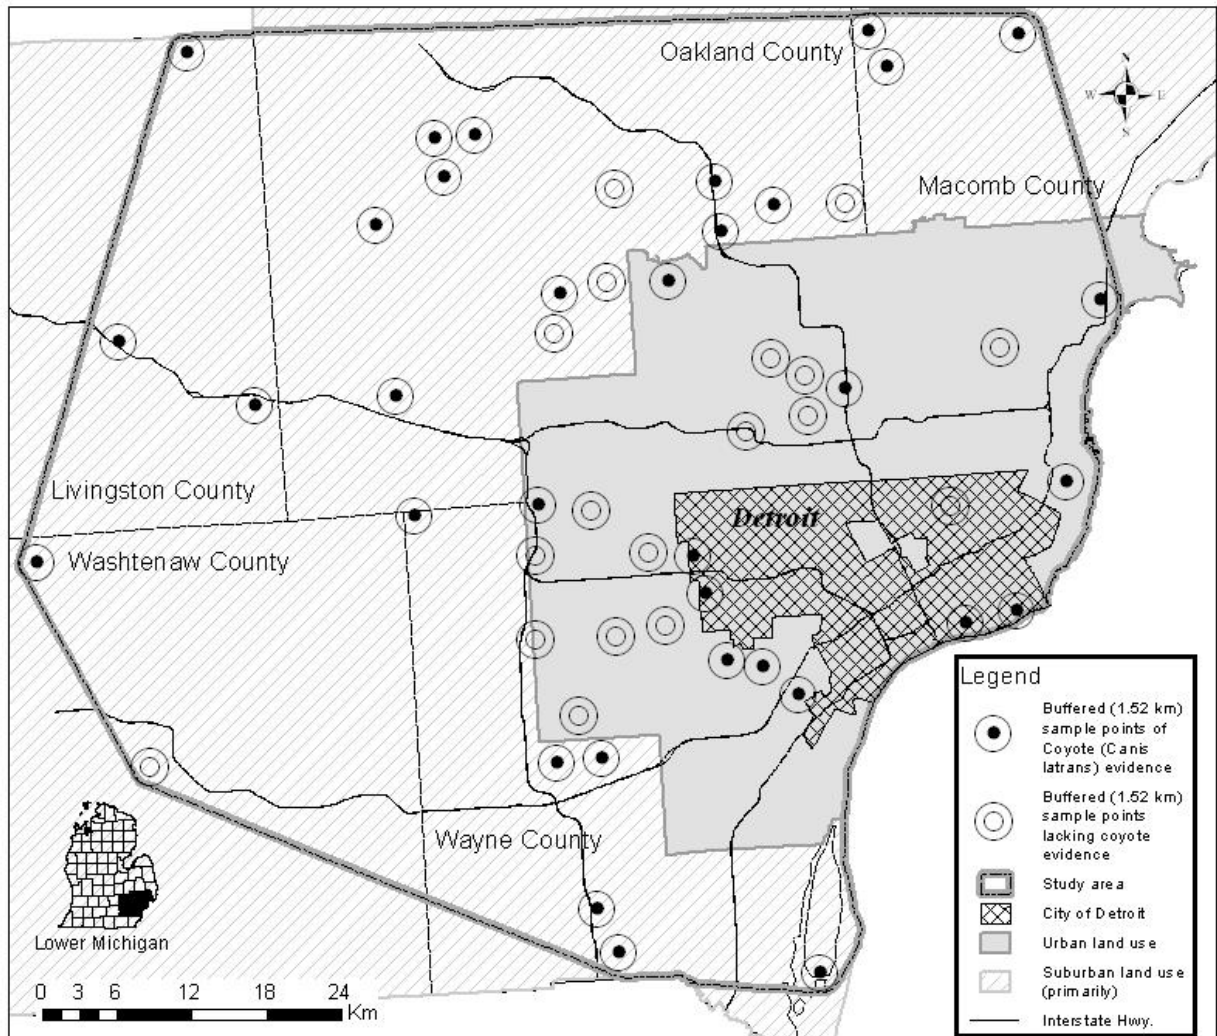 Oakland County
N
W E
S
Macomb County
Livingston County
Detroit
Washtenaw County
Wayne County
Lower Michigan
0 3 6 12 18 24
Km
Legend
Buffered (1.52 km)
sample points of
Coyote (Canis
latrans) evidence
Buffered (1.52 km)
sample points
lacking coyote
evidence
Study area
City of Detroit
Urban land use
Suburban land use
(primarily)
Interstate Hwy.